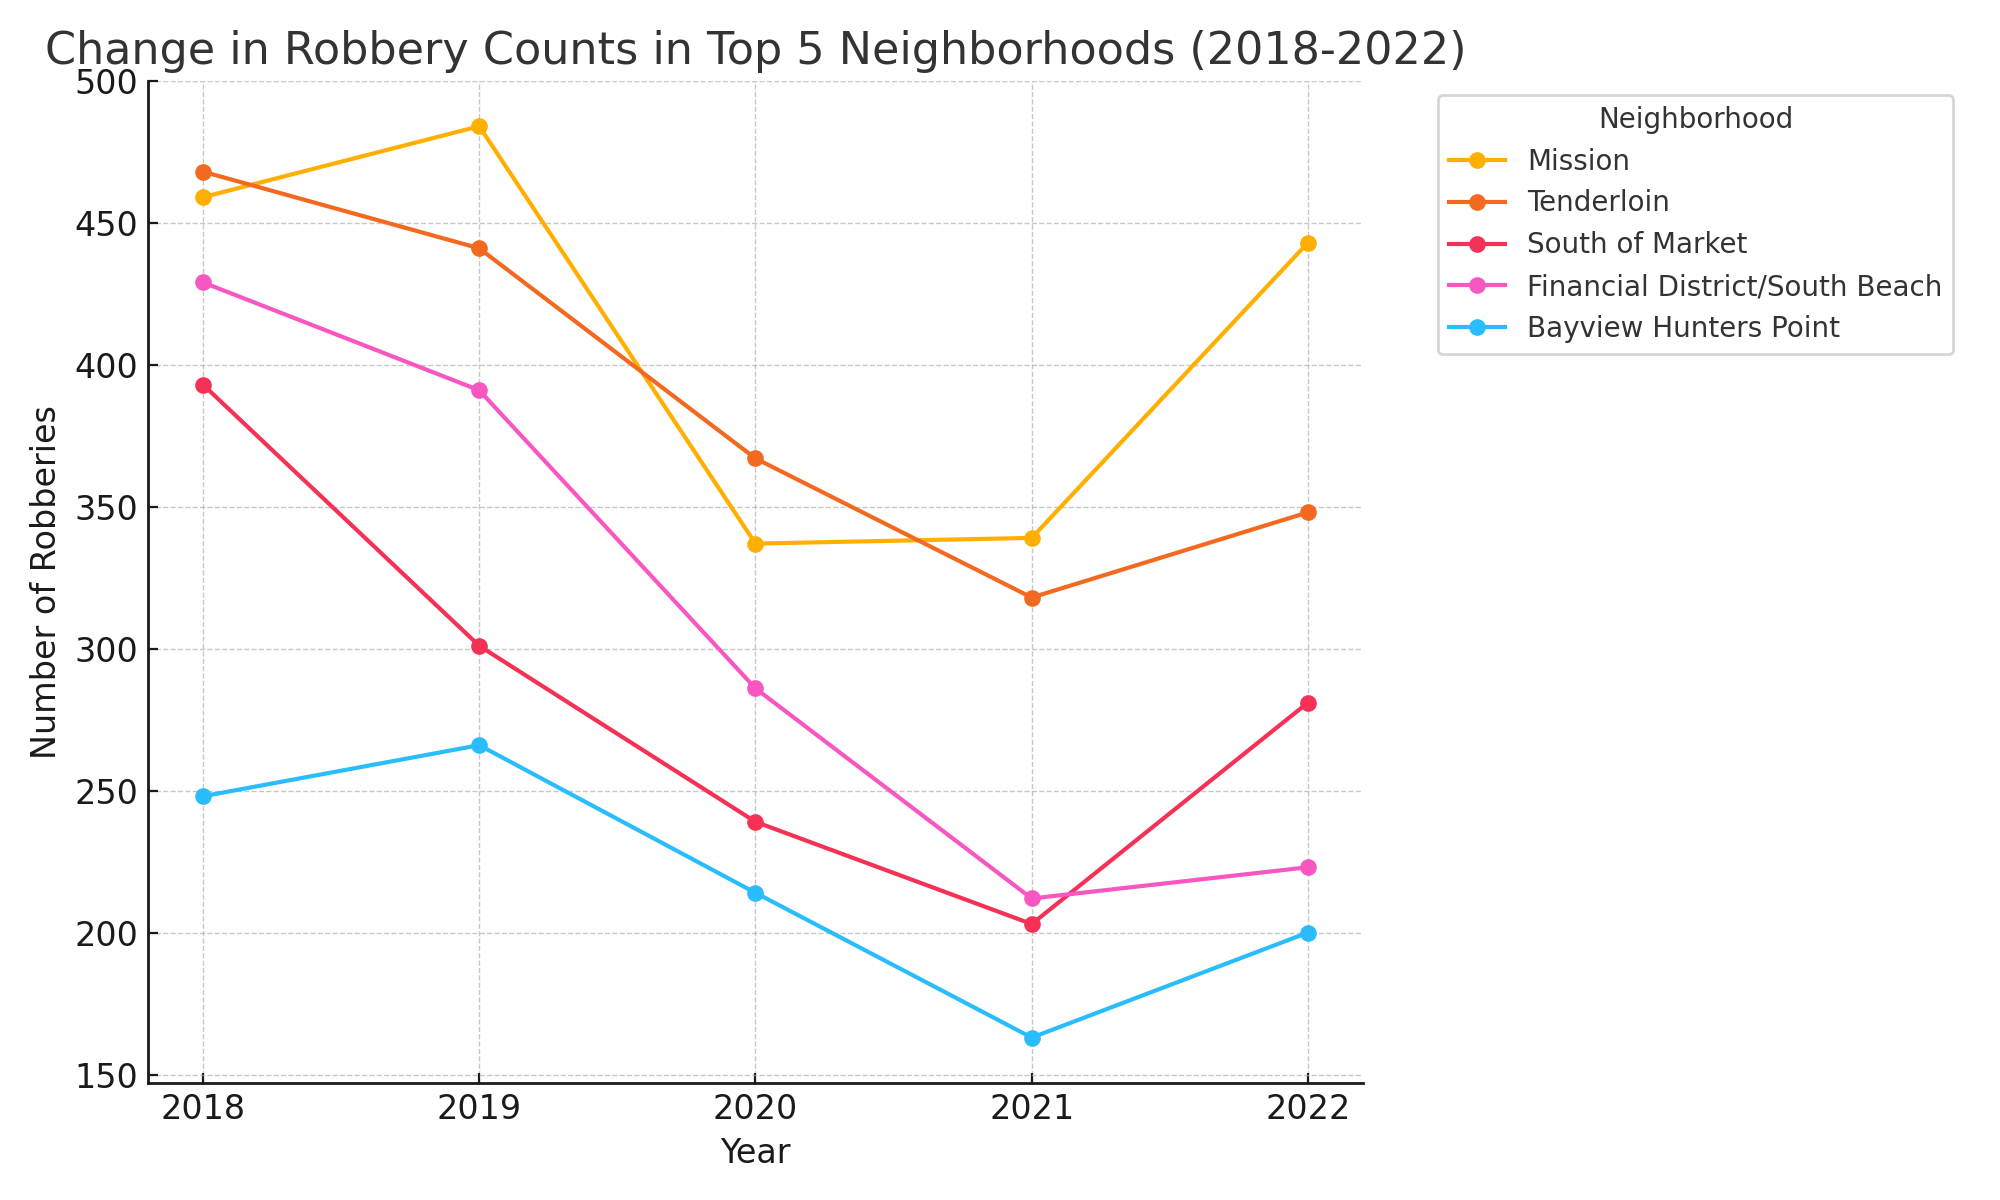 Change in Robbery Counts in Top 5 Neighborhoods (2018-2022)
500
450
400
350
300
250
200
150
Number of Robberies
2018 2019 2020 2021 2022
Year
Neighborhood
Mission
Tenderloin
South of Market
Financial District/South Beach
Bayview Hunters Point